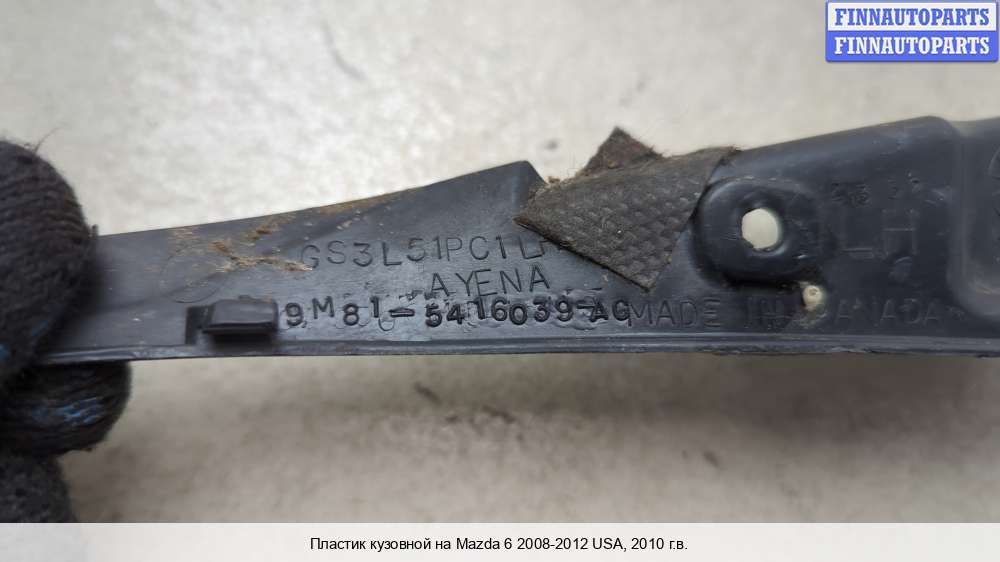 FINNAUTOPARTS
FINNAUTOPARTS
GS3L51PC1L
AYENA
LH
9M81-5416039-AG MADE IN CANADA
Пластик кузовной на Mazda 6 2008-2012 USA, 2010 г.в.